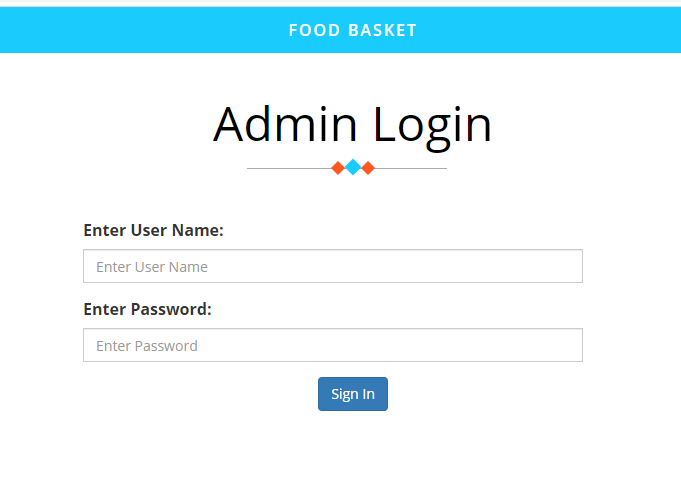 FOOD BASKET
Admin Login
Enter User Name:
Enter User Name
Enter Password:
Enter Password
Sign In